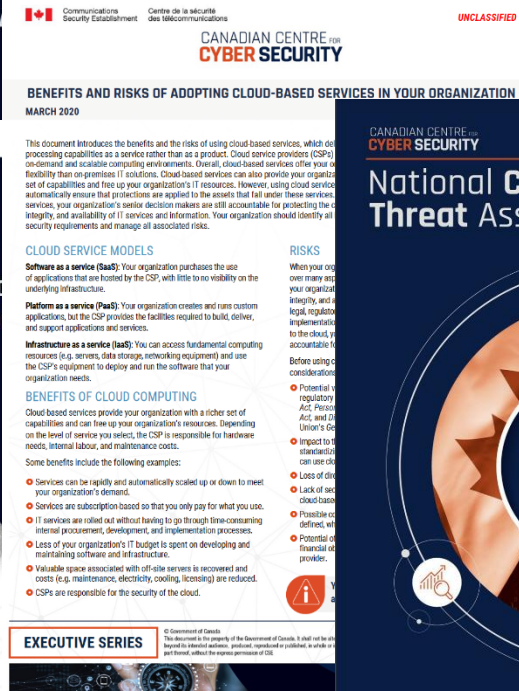 Communications Centre de la sécurité
Security Establishment des télécommunications
UNCLASSIFIED
CANADIAN CENTRE FOR
CYBER SECURITY
BENEFITS AND RISKS OF ADOPTING CLOUD-BASED SERVICES IN YOUR ORGANIZATION
MARCH 2020
This document introduces the benefits and the risks of using cloud-based services, which del
processing capabilities as a service rather than as a product. Cloud service providers (CSPs)
on-demand and scalable computing environments. Overall, cloud-based services offer your o
flexibility than on-premises IT solutions. Cloud-based services can also provide your organiza
set of capabilities and free up your organization's IT resources. However, using cloud service
automatically ensure that protections are applied to the assets that fall under these services.
services, your organization's senior decision makers are still accountable for protecting the c
integrity, and availability of IT services and information. Your organization should identify all
security requirements and manage all associated risks.
CLOUD SERVICE MODELS
Software as a service (SaaS): Your organization purchases the use
of applications that are hosted by the CSP, with little to no visibility on the
underlying infrastructure.
Platform as a service (PaaS): Your organization creates and runs custom
applications, but the CSP provides the facilities required to build, deliver,
and support applications and services.
Infrastructure as a service (IaaS): You can access fundamental computing
resources (e.g. servers, data storage, networking equipment) and use
the CSP's equipment to deploy and run the software that your
organization needs.
BENEFITS OF CLOUD COMPUTING
Cloud-based services provide your organization with a richer set of
capabilities and can free up your organization's resources. Depending
on the level of service you select, the CSP is responsible for hardware
needs, internal labour, and maintenance costs.
Some benefits include the following examples:
Services can be rapidly and automatically scaled up or down to meet
your organization's demand.
Services are subscription-based so that you only pay for what you use.
IT services are rolled out without having to go through time-consuming
internal procurement, development, and implementation processes.
Less of your organization's IT budget is spent on developing and
maintaining software and infrastructure.
Valuable space associated with off-site servers is recovered and
costs (e.g. maintenance, electricity, cooling, licensing) are reduced.
CSPs are responsible for the security of the cloud.
RISKS
When your org
over many asp
your organizat
integrity, and a
legal, regulator
implementatio
to the cloud, y
accountable fo
Before using c
considerations
Potential v
regulatory
Act, Person
Act, and Di
Union's Ge
Impact to t
standardizi
can use clo
Loss of dire
Lack of sec
cloud-base
Possible co
defined, wh
Potential of
financial ob
provider.
Y
a
EXECUTIVE SERIES
© Government of Canada
This document is the property of the Government of Canada. It shall not be alte
beyond its intended audience, produced, reproduced or published, in whole or i
part thereof, without the express permission of CSE.
CANADIAN CENTRE FOR
CYBER SECURITY
National C
Threat Ass